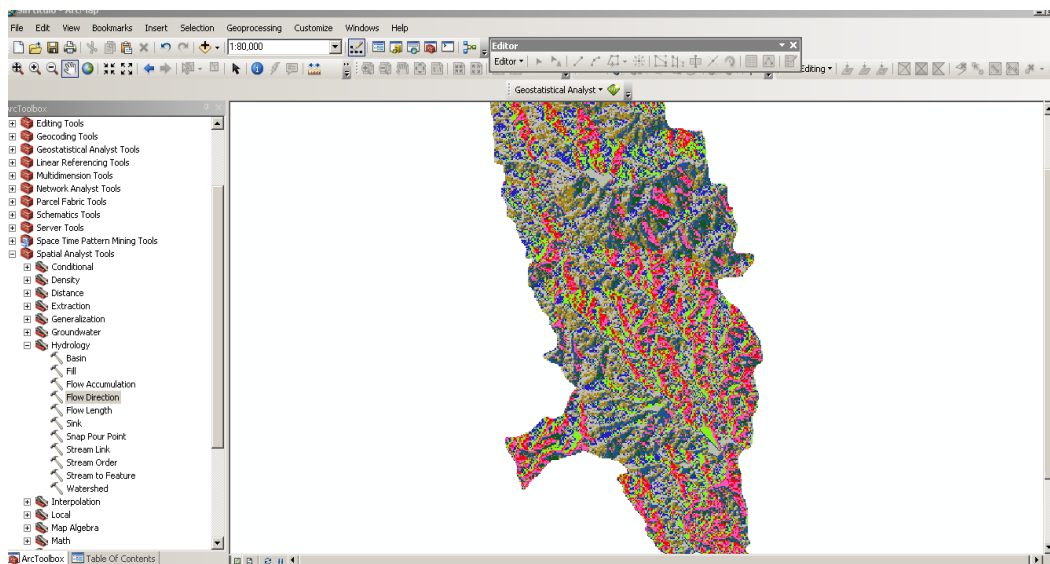 File Edit View Bookmarks Insert Selection Geoprocessing Customize Windows Help
1:80,000
Editor
Editor
Editing
Geostatistical Analyst
ArcToolbox
Editing Tools
Geocoding Tools
Geostatistical Analyst Tools
Linear Referencing Tools
Multidimension Tools
Network Analyst Tools
Parcel Fabric Tools
Schematics Tools
Server Tools
Space Time Pattern Mining Tools
Spatial Analyst Tools
Conditional
Density
Distance
Extraction
Generalization
Groundwater
Hydrology
Basin
Fill
Flow Accumulation
Flow Direction
Flow Length
Sink
Snap Pour Point
Stream Link
Stream Order
Stream to Feature
Watershed
Interpolation
Local
Map Algebra
Math
ArcToolbox Table Of Contents